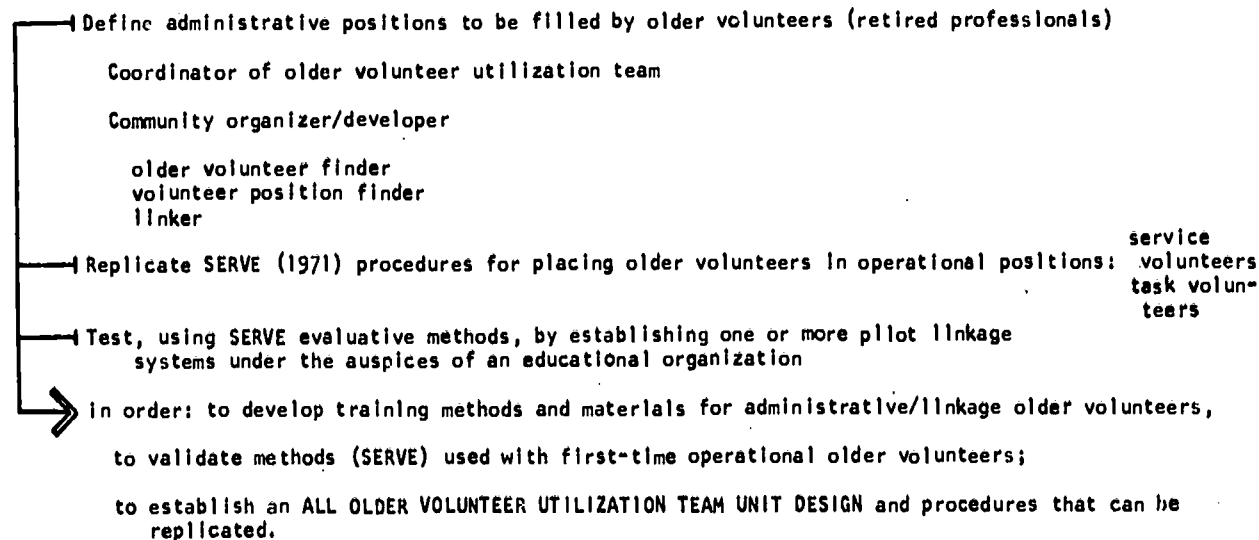 Define administrative positions to be filled by older volunteers (retired professionals)
Coordinator of older volunteer utilization team
Community organizer/developer
older volunteer finder
volunteer position finder
linker
Replicate SERVE (1971) procedures for placing older volunteers in operational positions:
service
volunteers
task volun-
teers
Test, using SERVE evaluative methods, by establishing one or more pilot linkage
systems under the auspices of an educational organization
in order: to develop training methods and materials for administrative/linkage older volunteers,
to validate methods (SERVE) used with first-time operational older volunteers;
to establish an ALL OLDER VOLUNTEER UTILIZATION TEAM UNIT DESIGN and procedures that can be
replicated.